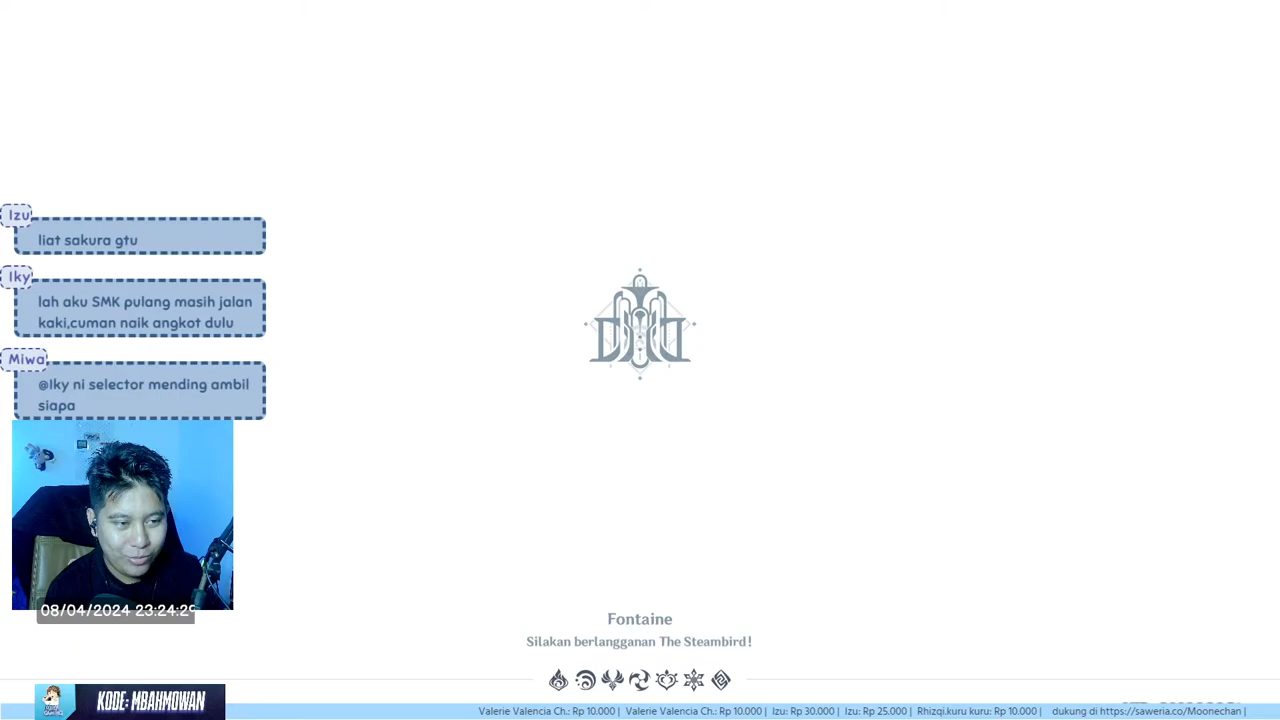 Izu
liat sakura gtu
Iky
lah aku SMK pulang masih jalan
kaki,cuman naik angkot dulu
Miwa
@Iky ni selector mending ambil
siapa
08/04/2024 23:24:29
Fontaine
Silakan berlangganan The Steambird!
KODE: MBAHMOWAN
Valerie Valencia Ch.: Rp 10.000 | Valerie Valencia Ch.: Rp 10.000 | Izu: Rp 30.000 | Izu: Rp 25.000 | Rhizqi.kuru kuru: Rp 10.000 | dukung di https://saweria.co/Moonechan |